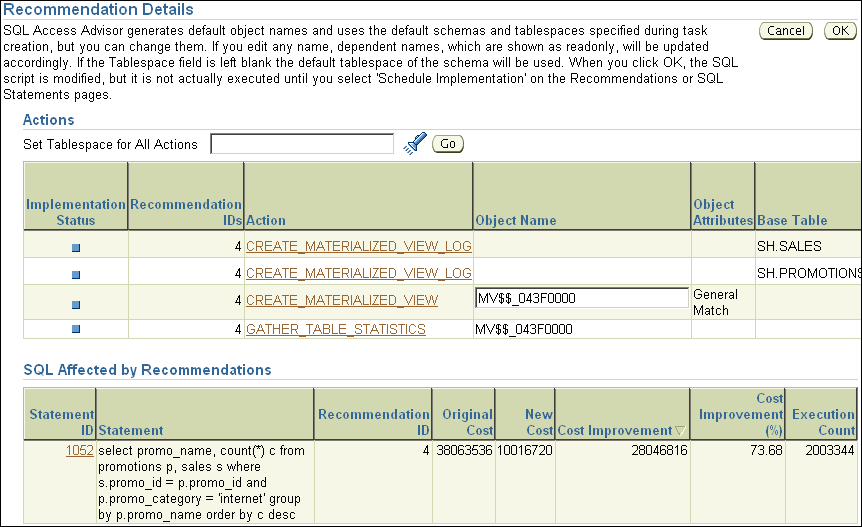 Recommendation Details
SQL Access Advisor generates default object names and uses the default schemas and tablespaces specified during task
creation, but you can change them. If you edit any name, dependent names, which are shown as readonly, will be updated
accordingly. If the Tablespace field is left blank the default tablespace of the schema will be used. When you click OK, the SQL
script is modified, but it is not actually executed until you select 'Schedule Implementation' on the Recommendations or SQL
Statements pages.
Cancel OK
Actions
Set Tablespace for All Actions Go
Implementation Status Recommendation IDs Action Object Name Object Attributes Base Table
4 CREATE_MATERIALIZED_VIEW_LOG SH.SALES
4 CREATE_MATERIALIZED_VIEW_LOG SH.PROMOTIONS
4 CREATE_MATERIALIZED_VIEW MV$$_043F0000 General Match
4 GATHER_TABLE_STATISTICS MV$$_043F0000
SQL Affected by Recommendations
Statement ID Statement Recommendation ID Original Cost New Cost Cost Improvement Cost Improvement (%) Execution Count
1052 select promo_name, count(*) c from 4 38063536 10016720 28046816 73.68 2003344
promotions p, sales s where
s.promo_id = p.promo_id and
p.promo_category = 'internet' group
by p.promo_name order by c desc